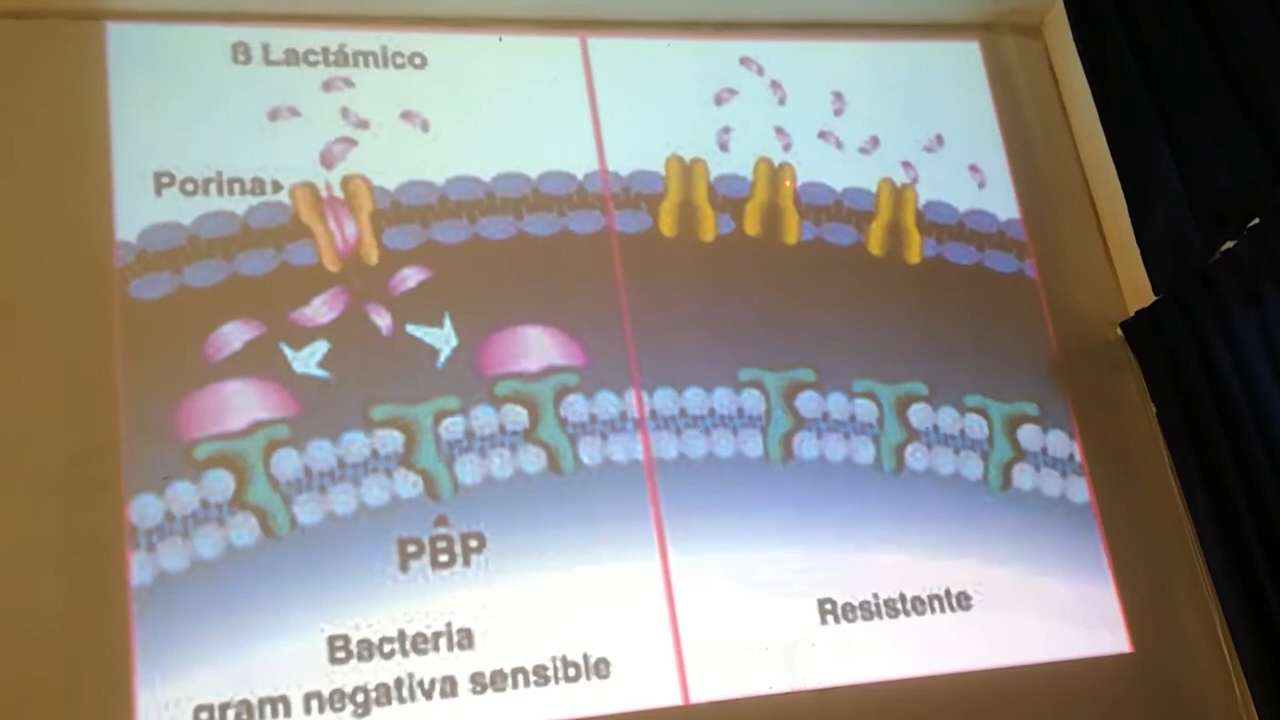 β Lactámico
Porina
PBP
Bacteria
gram negativa sensible
Resistente